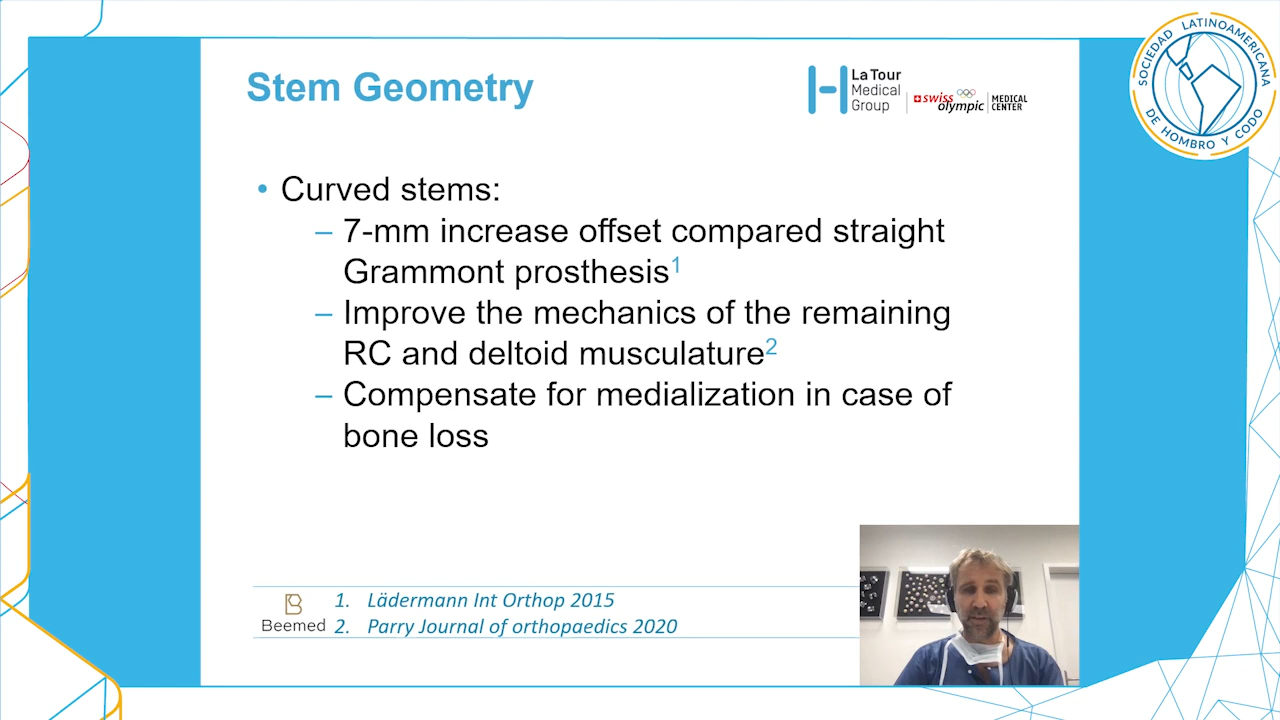 Stem Geometry
La Tour
Medical
Group
swiss
olympic
MEDICAL
CENTER
SOCIEDAD LATINOAMERICANA
DE HOMBRO Y CODO
• Curved stems:
– 7-mm increase offset compared straight
Grammont prosthesis1
– Improve the mechanics of the remaining
RC and deltoid musculature2
– Compensate for medialization in case of
bone loss
Beemed
1. Lädermann Int Orthop 2015
2. Parry Journal of orthopaedics 2020